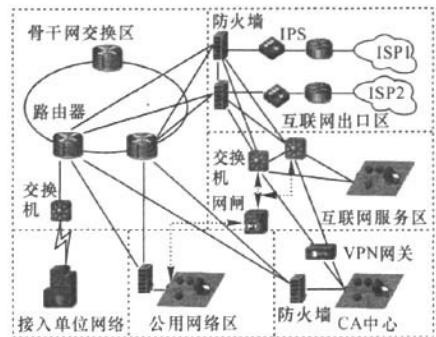 骨干网交换区
防火墙
IPS
ISP1
ISP2
路由器
互联网出口区
交换
机
交换
机
网闸
互联网服务区
VPN网关
防火墙
接入单位网络
公用网络区
CA中心